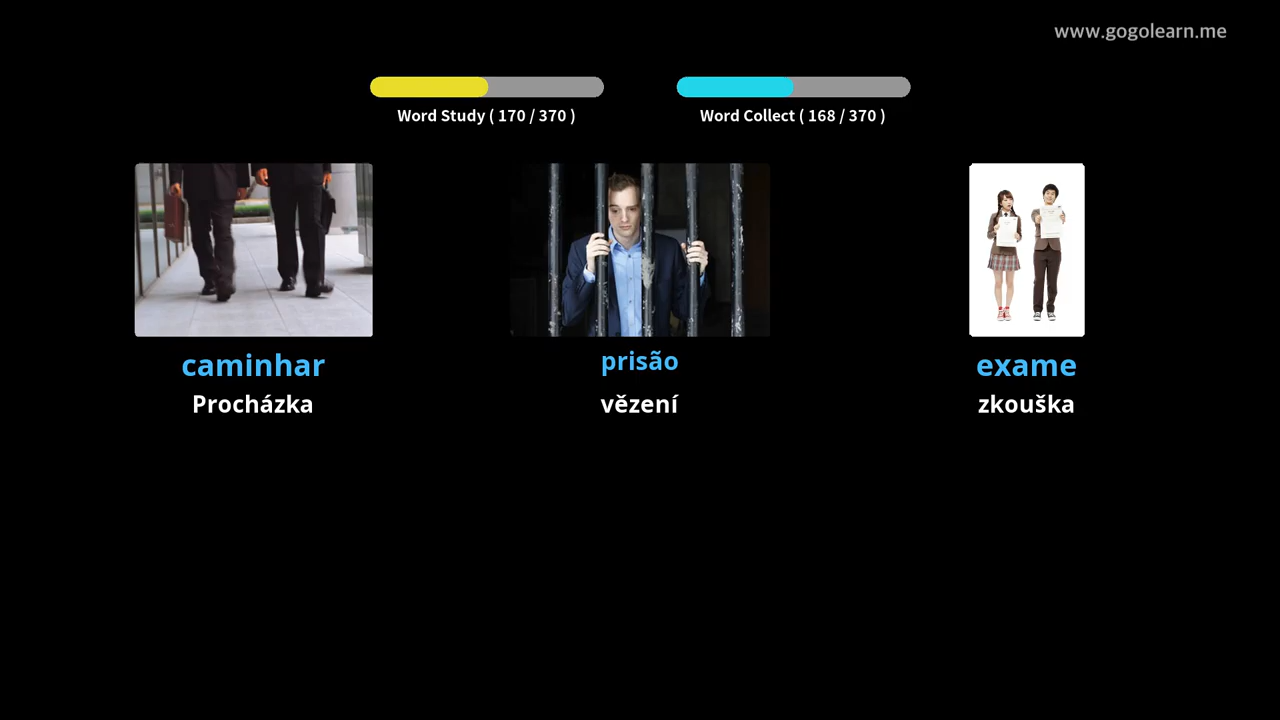 www.gogolearn.me
Word Study ( 170 / 370 )
Word Collect ( 168 / 370 )
caminhar
Procházka
prisão
vězení
exame
zkouška